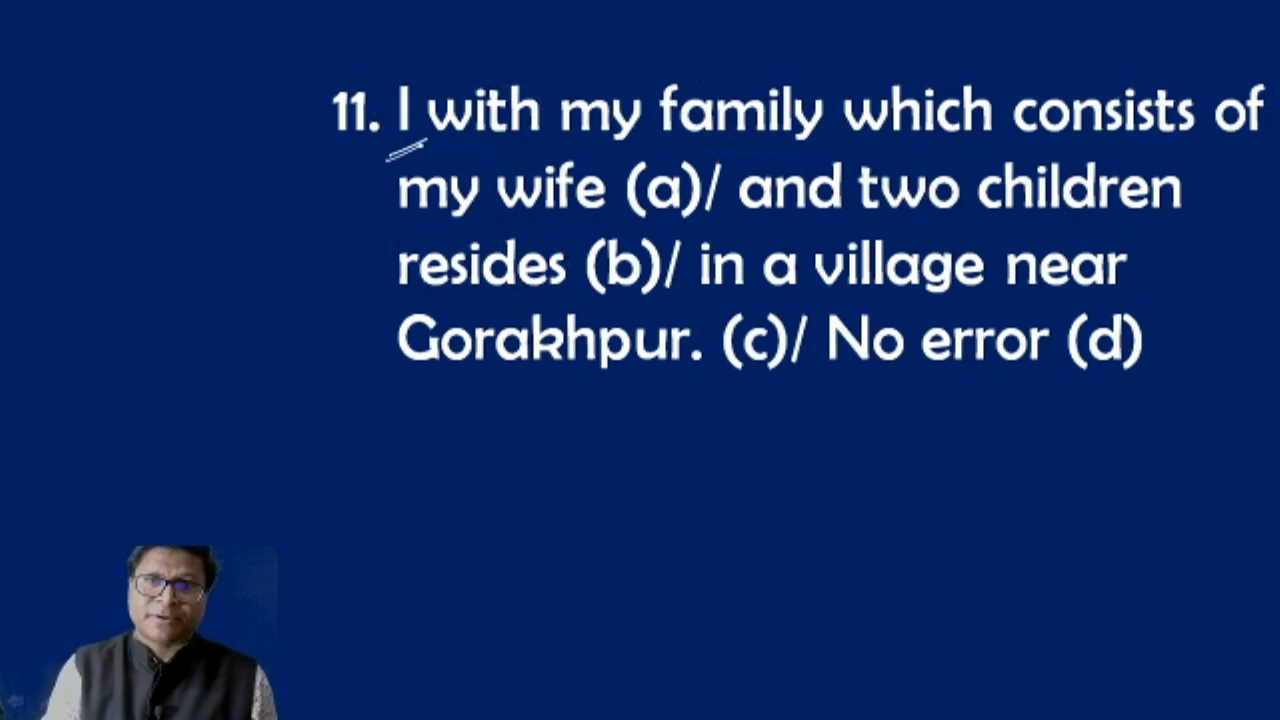 11. I with my family which consists of
my wife (a)/ and two children
resides (b)/ in a village near
Gorakhpur. (c)/ No error (d)